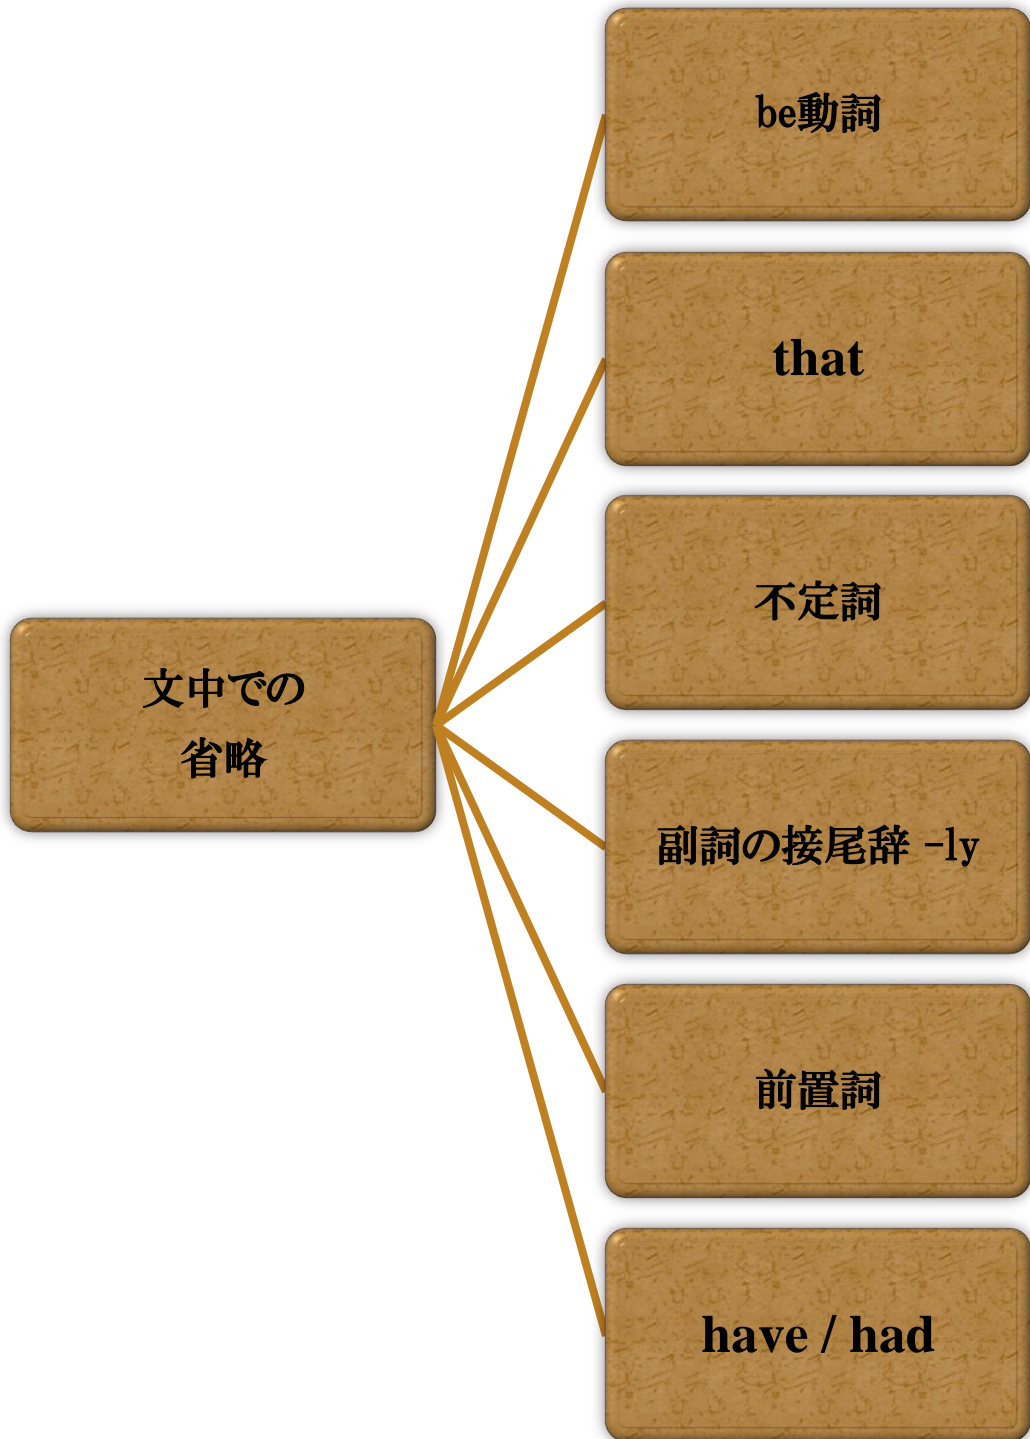 be動詞
that
不定詞
文中での
省略
副詞の接尾辞 -ly
前置詞
have / had